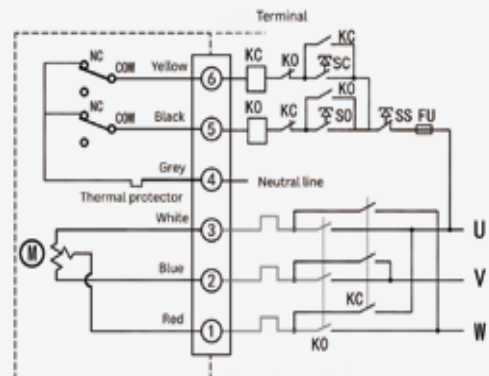 Terminal
NC COM Yellow 6 KC KO KC
SC
KO
NC COM Black 5 KO KC SO SS FU
Grey 4 Neutral line
Thermal protector
White 3 U
M
Blue 2 V
KC
Red 1 KO W